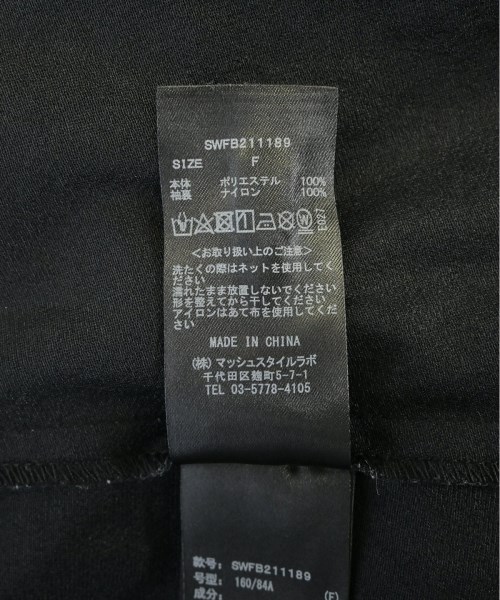 SWFB211189
SIZE F
本体 ポリエステル 100%
袖裏 ナイロン 100%
E027
<お取り扱い上のご注意>
洗たくの際はネットを使用してく
ださい
濡れたまま放置しないでください
形を整えてから干してください
アイロンはあて布を使用してくだ
さい
MADE IN CHINA
(株)マッシュスタイルラボ
千代田区麹町5-7-1
TEL 03-5778-4105
款号: SWFB211189
号型: 160/84A
成分: (F)